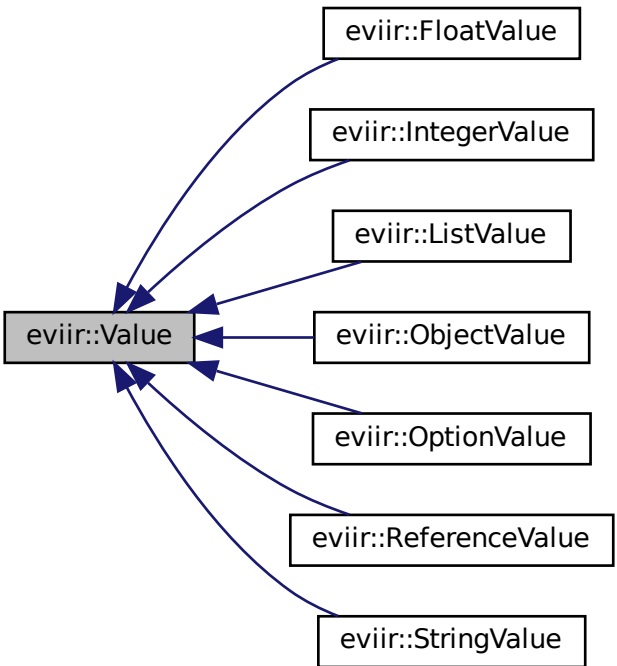 eviir::FloatValue
eviir::IntegerValue
eviir::ListValue
eviir::Value
eviir::ObjectValue
eviir::OptionValue
eviir::ReferenceValue
eviir::StringValue